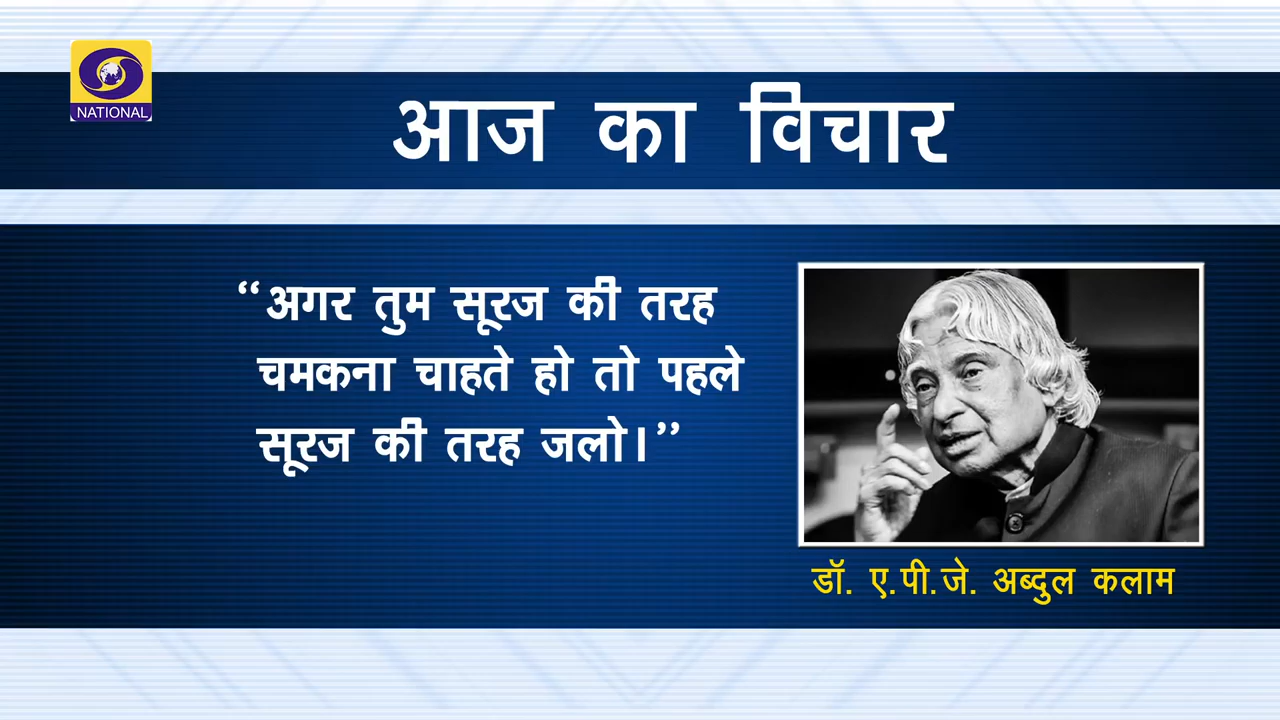 NATIONAL
आज का विचार
“अगर तुम सूरज की तरह
चमकना चाहते हो तो पहले
सूरज की तरह जलो।”
डॉ. ए.पी.जे. अब्दुल कलाम